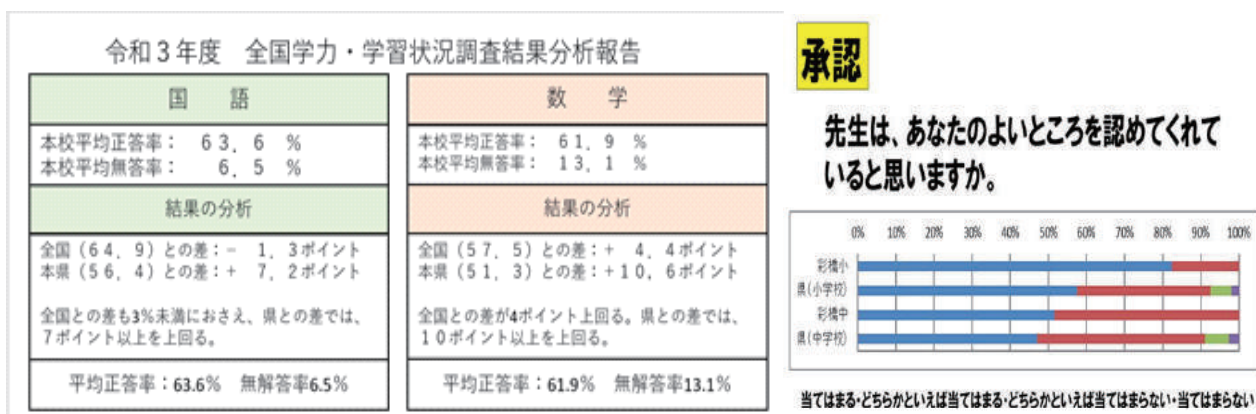 令和3年度　全国学力・学習状況調査結果分析報告
国　語
本校平均正答率：　６３．６　％
本校平均無答率：　６．５　％
結果の分析
全国（６４．９）との差：－　１．３ポイント
本県（５６．４）との差：＋　７．２ポイント
全国との差も3%未満におさえ、県との差では、
７ポイント以上を上回る。
平均正答率：63.6%　無解答率6.5%
数　学
本校平均正答率：　６１．９　％
本校平均無答率：　１３．１　％
結果の分析
全国（５７．５）との差：＋　４．４ポイント
本県（５１．３）との差：＋１０．６ポイント
全国との差が4ポイント上回る。県との差では、
１０ポイント以上を上回る。
平均正答率：61.9%　無解答率13.1%
承認
先生は、あなたのよいところを認めてくれて
いると思いますか。
0% 10% 20% 30% 40% 50% 60% 70% 80% 90% 100%
彩橋小
県(小学校)
彩橋中
県(中学校)
当てはまる・どちらかといえば当てはまる・どちらかといえば当てはまらない・当てはまらない